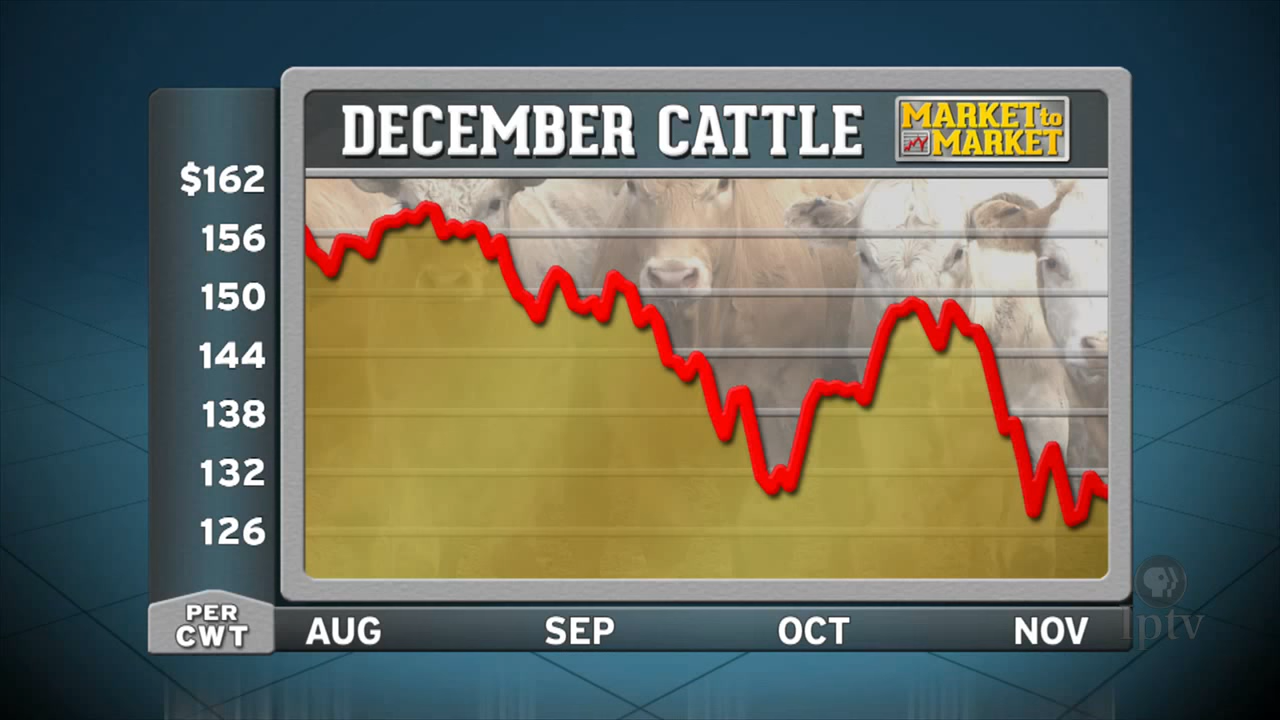 DECEMBER CATTLE
MARKET to
MARKET
$162
156
150
144
138
132
126
PER
CWT
AUG SEP OCT NOV
iptv